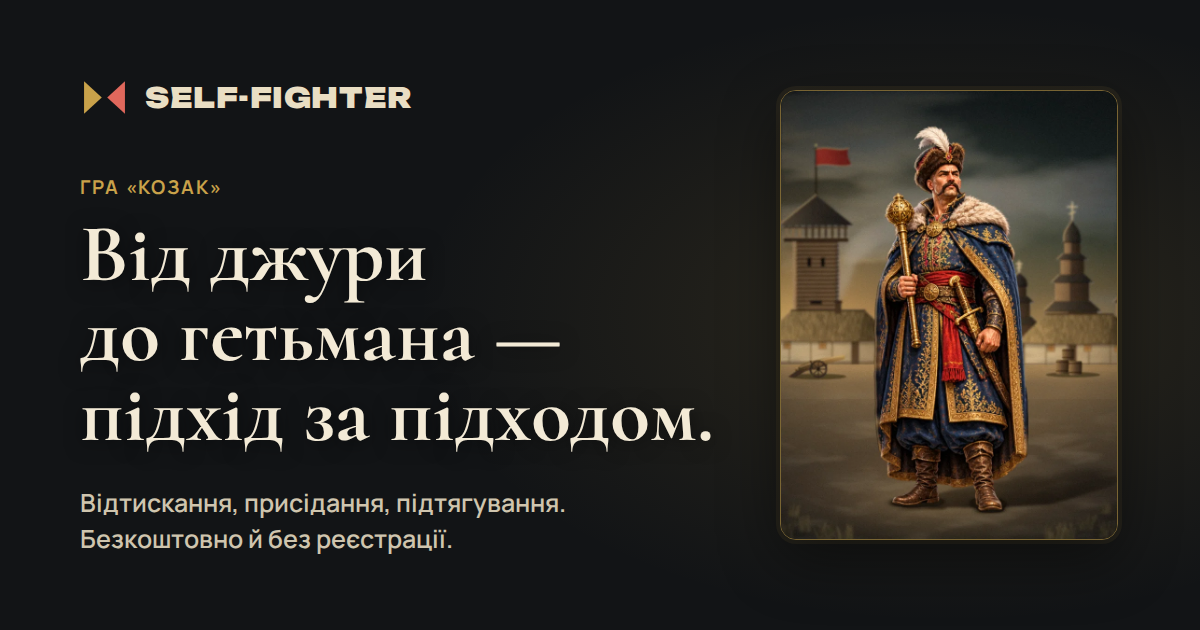 SELF-FIGHTER
ГРА «КОЗАК»
Від джури
до гетьмана —
підхід за підходом.
Відтискання, присідання, підтягування.
Безкоштовно й без реєстрації.